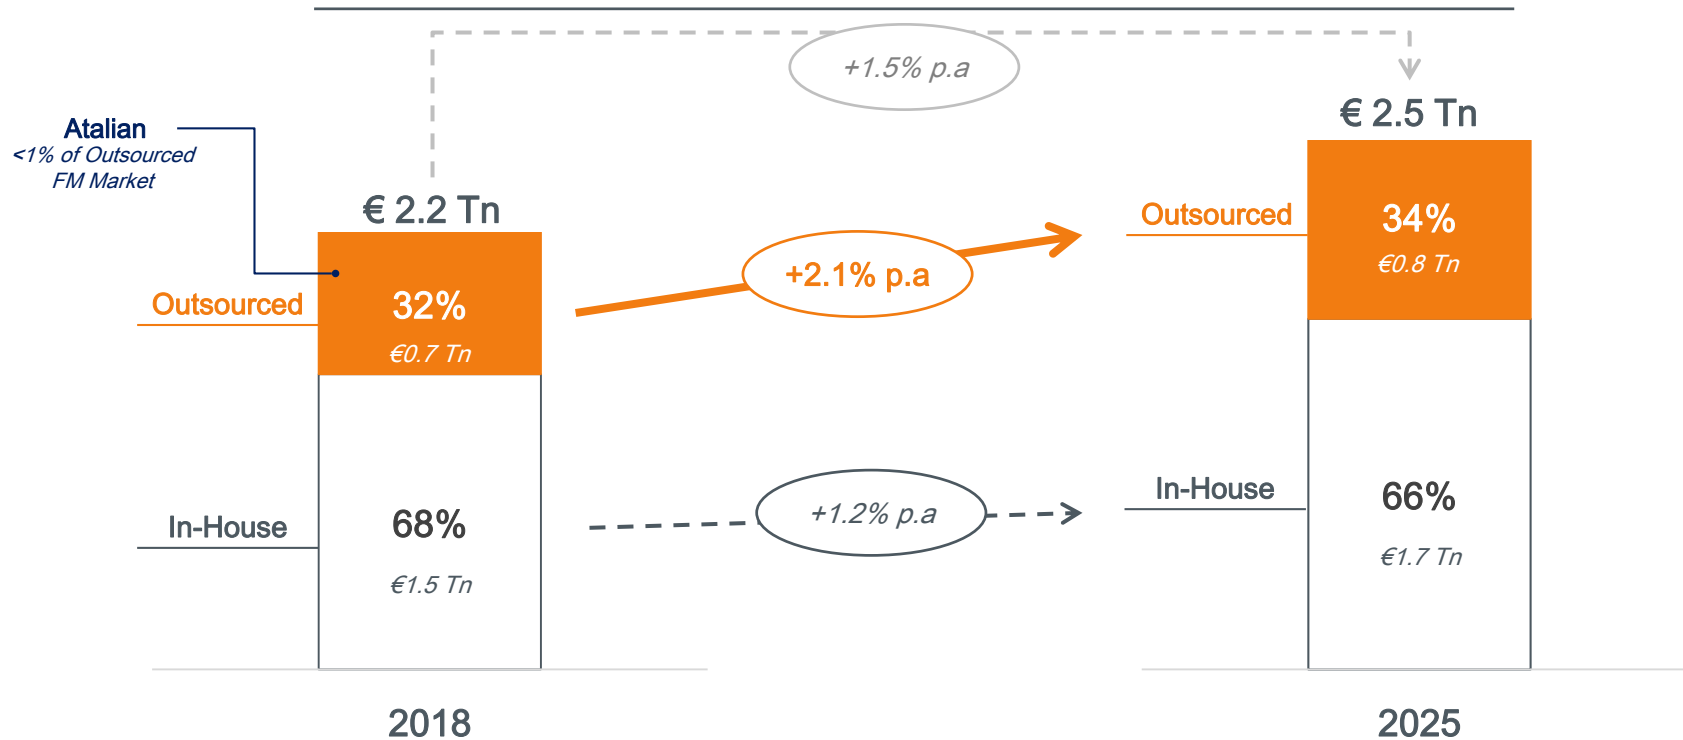 +1.5% p.a
€ 2.5 Tn
Atalian
<1% of Outsourced
FM Market
€ 2.2 Tn
Outsourced
34%
€0.8 Tn
+2.1% p.a
Outsourced
32%
€0.7 Tn
In-House
66%
€1.7 Tn
+1.2% p.a
In-House
68%
€1.5 Tn
2018
2025